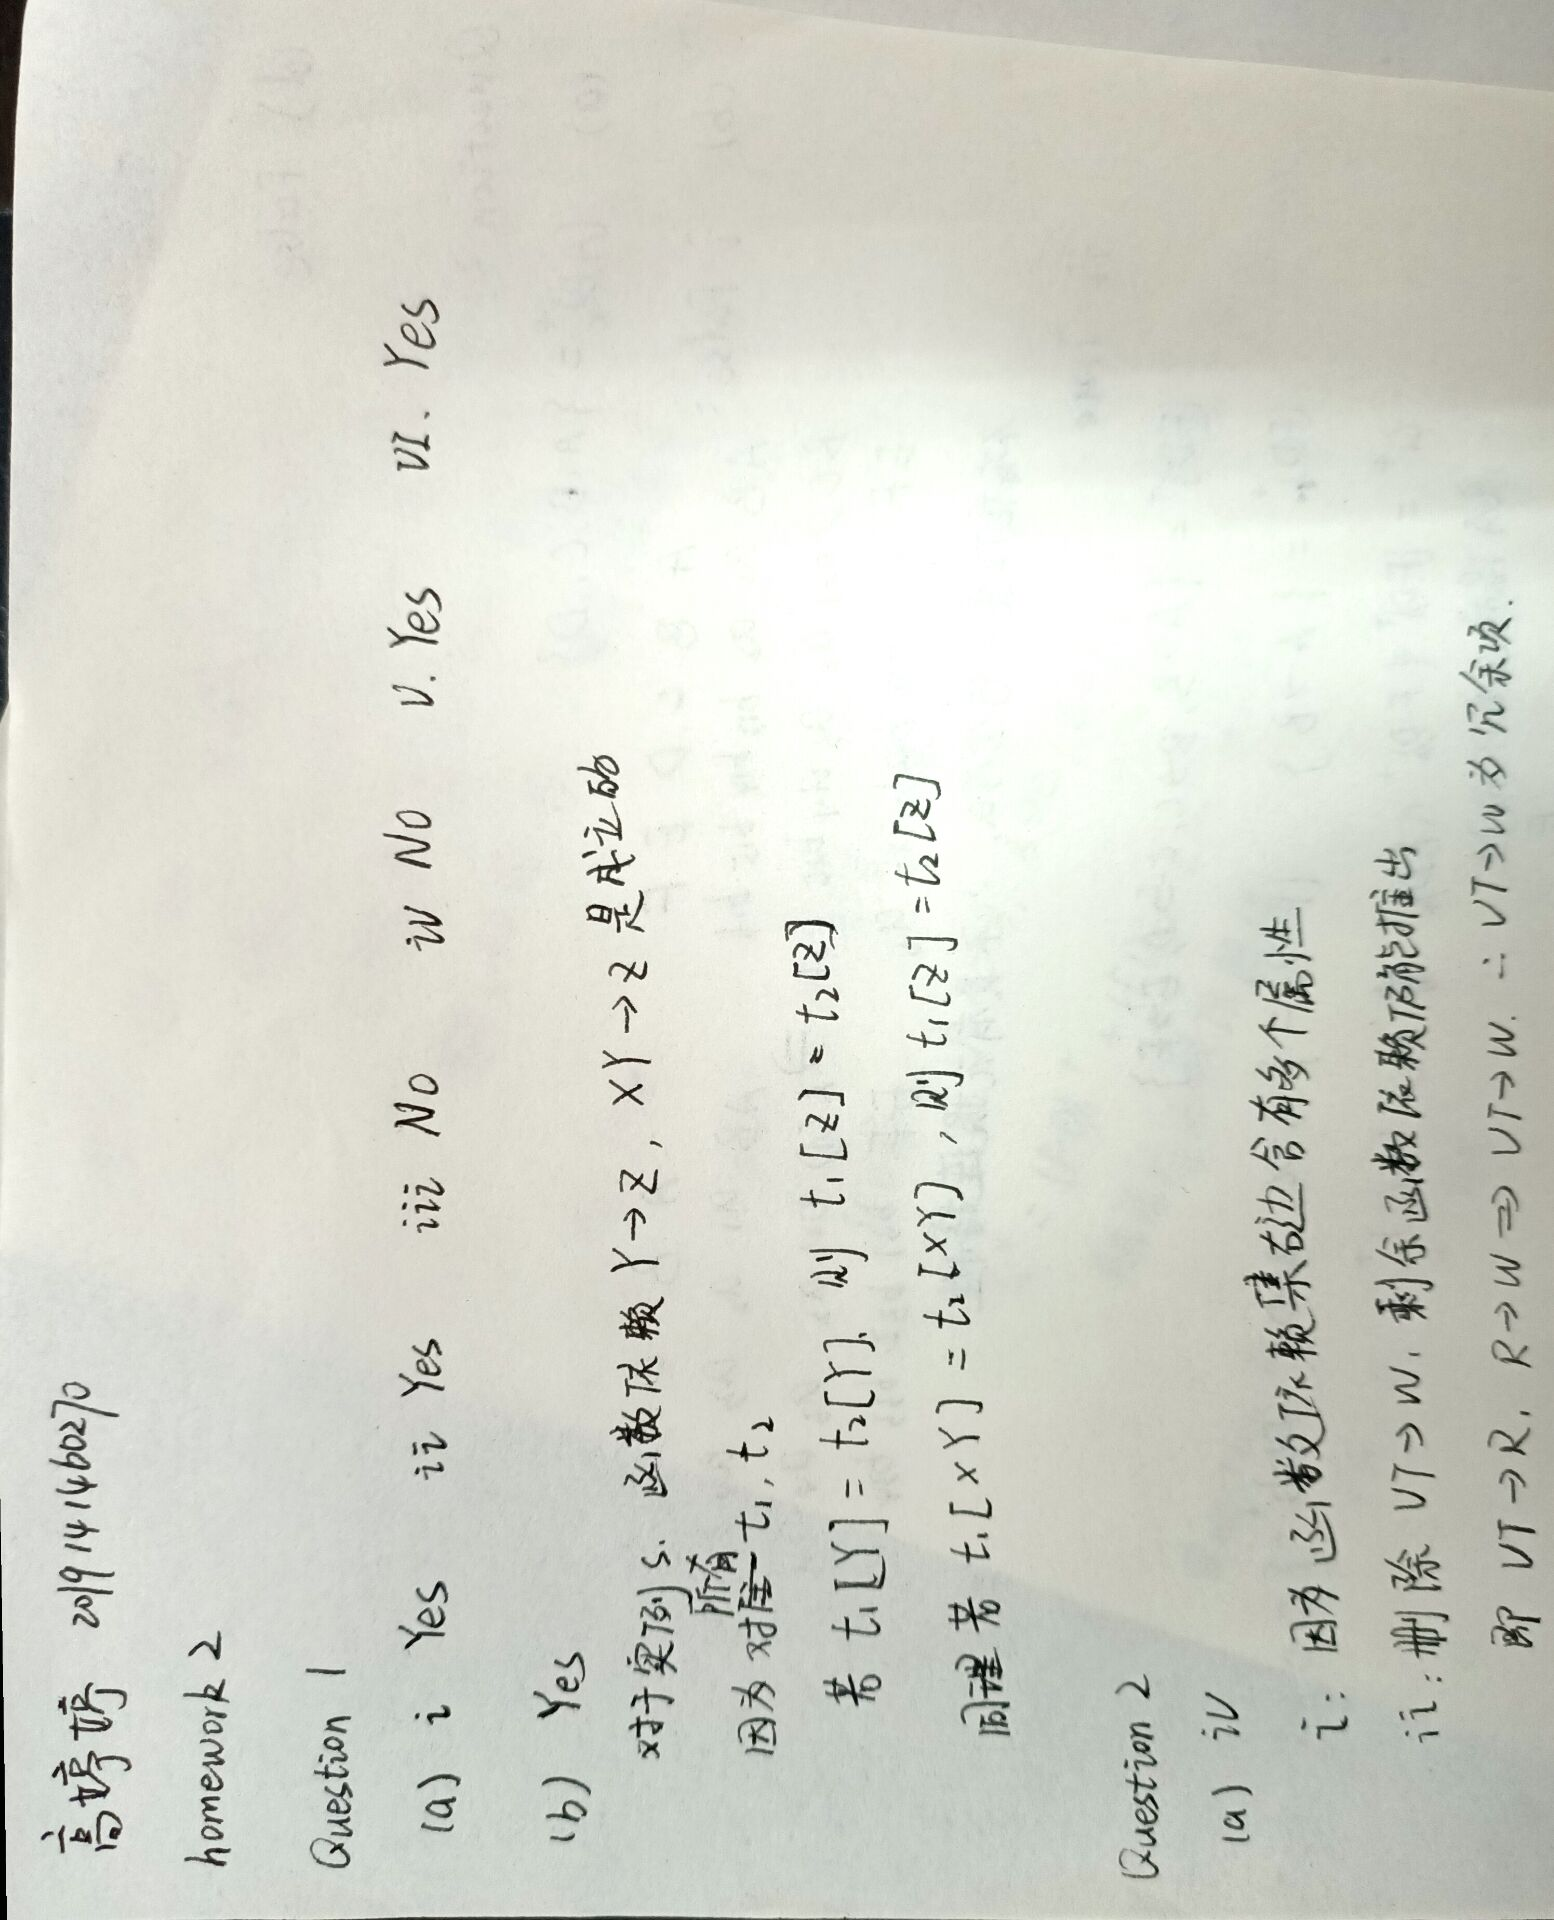 高婷婷 2019141460270
homework 2
Question 1
(a) i Yes ii Yes iii No iv No v. Yes VI. Yes
(b) Yes
对于实例 s. 函数依赖 Y→Z, XY→Z 是成立的
因为对所有 t₁, t₂
若 t₁[Y] = t₂[Y]. 则 t₁[Z] = t₂[Z]
同理若 t₁[XY] = t₂[XY], 则 t₁[Z] = t₂[Z]
Question 2
(a) iv
i: 因为函数依赖集右边含有多个属性
ii: 删除 VT→W, 剩余函数依赖仍能推出
即 VT→R, R→W ⇒ VT→W. ∴ VT→W为冗余项.